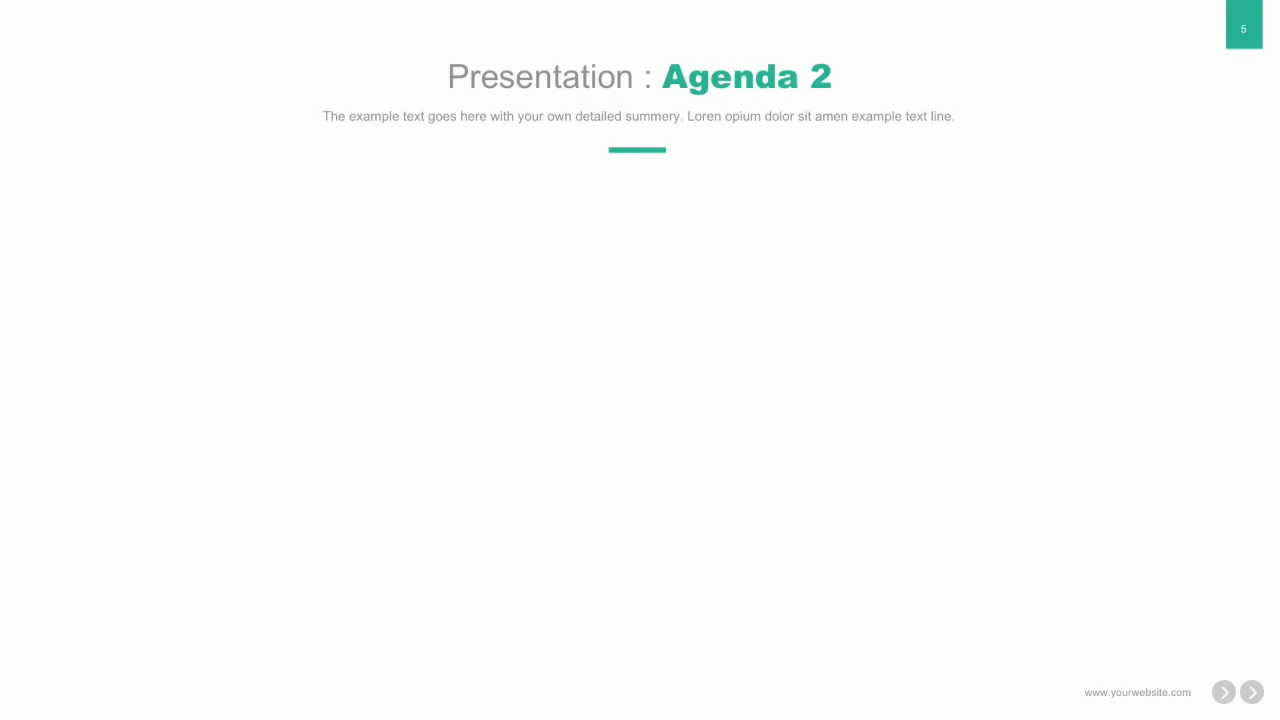 5
Presentation : Agenda 2
The example text goes here with your own detailed summery. Loren opium dolor sit amen example text line.
www.yourwebsite.com